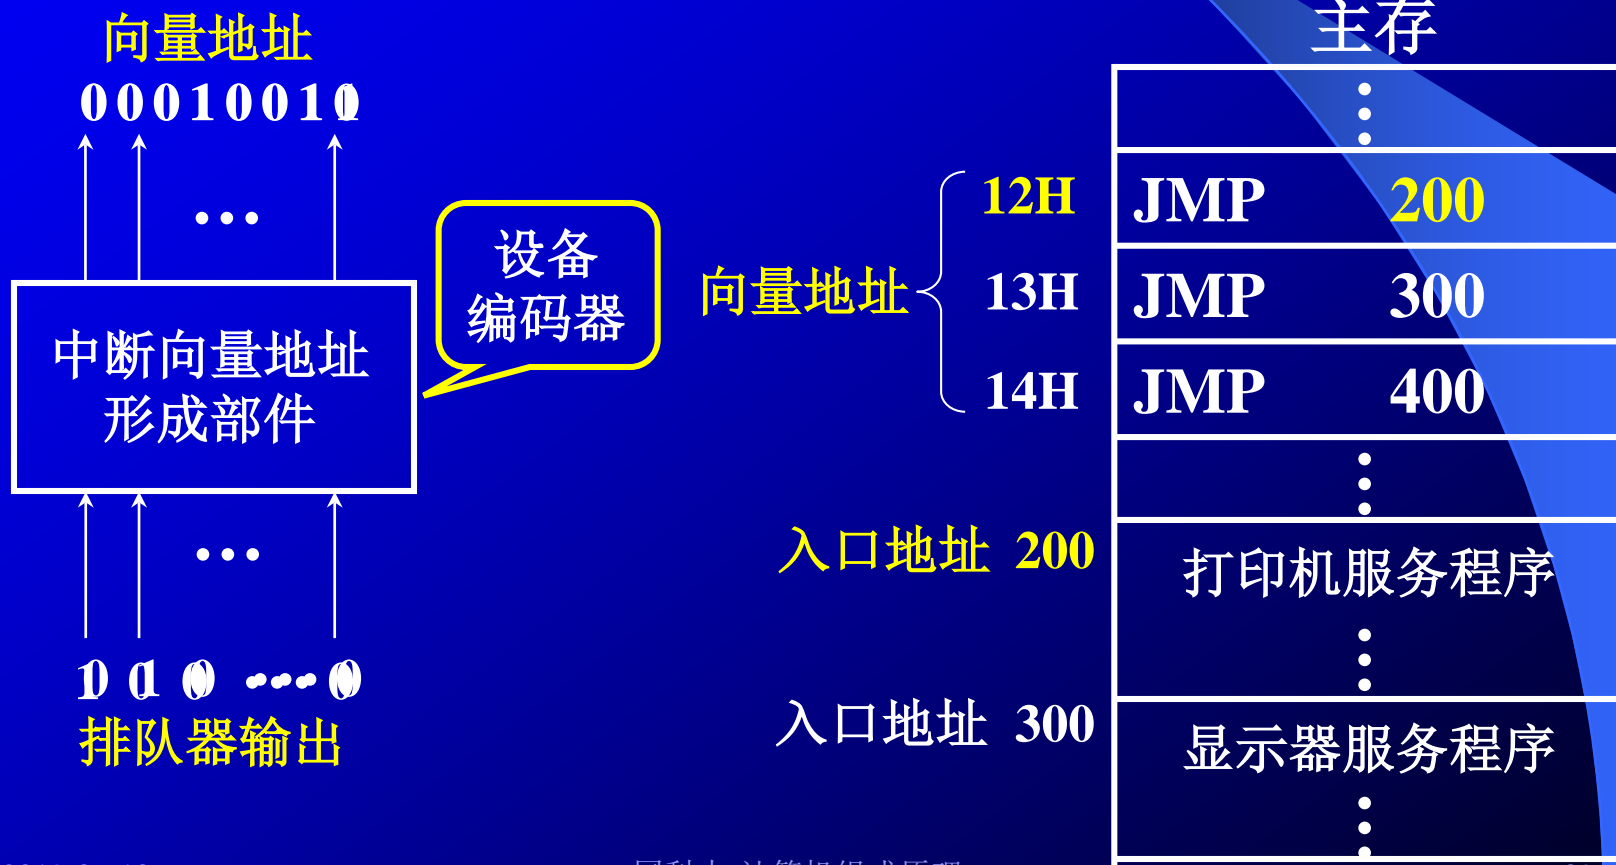 向量地址
0 0 0 1 0 0 1
…
中断向量地址
形成部件
设备
编码器
…
排队器输出
主存
向量地址
12H JMP 200
13H JMP 300
14H JMP 400
入口地址 200
打印机服务程序
入口地址 300
显示器服务程序